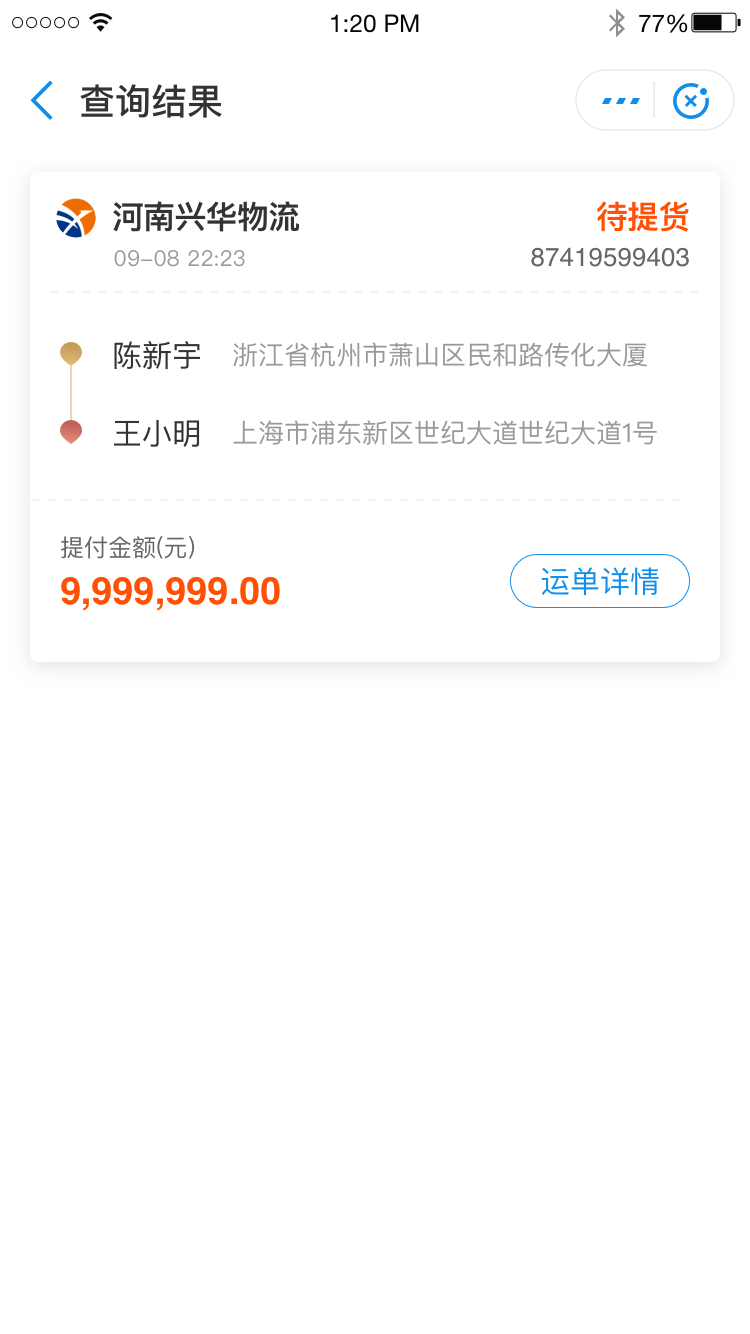 1:20 PM 77%
查询结果
河南兴华物流 待提货
09-08 22:23 87419599403
陈新宇 浙江省杭州市萧山区民和路传化大厦
王小明 上海市浦东新区世纪大道世纪大道1号
提付金额(元)
9,999,999.00
运单详情